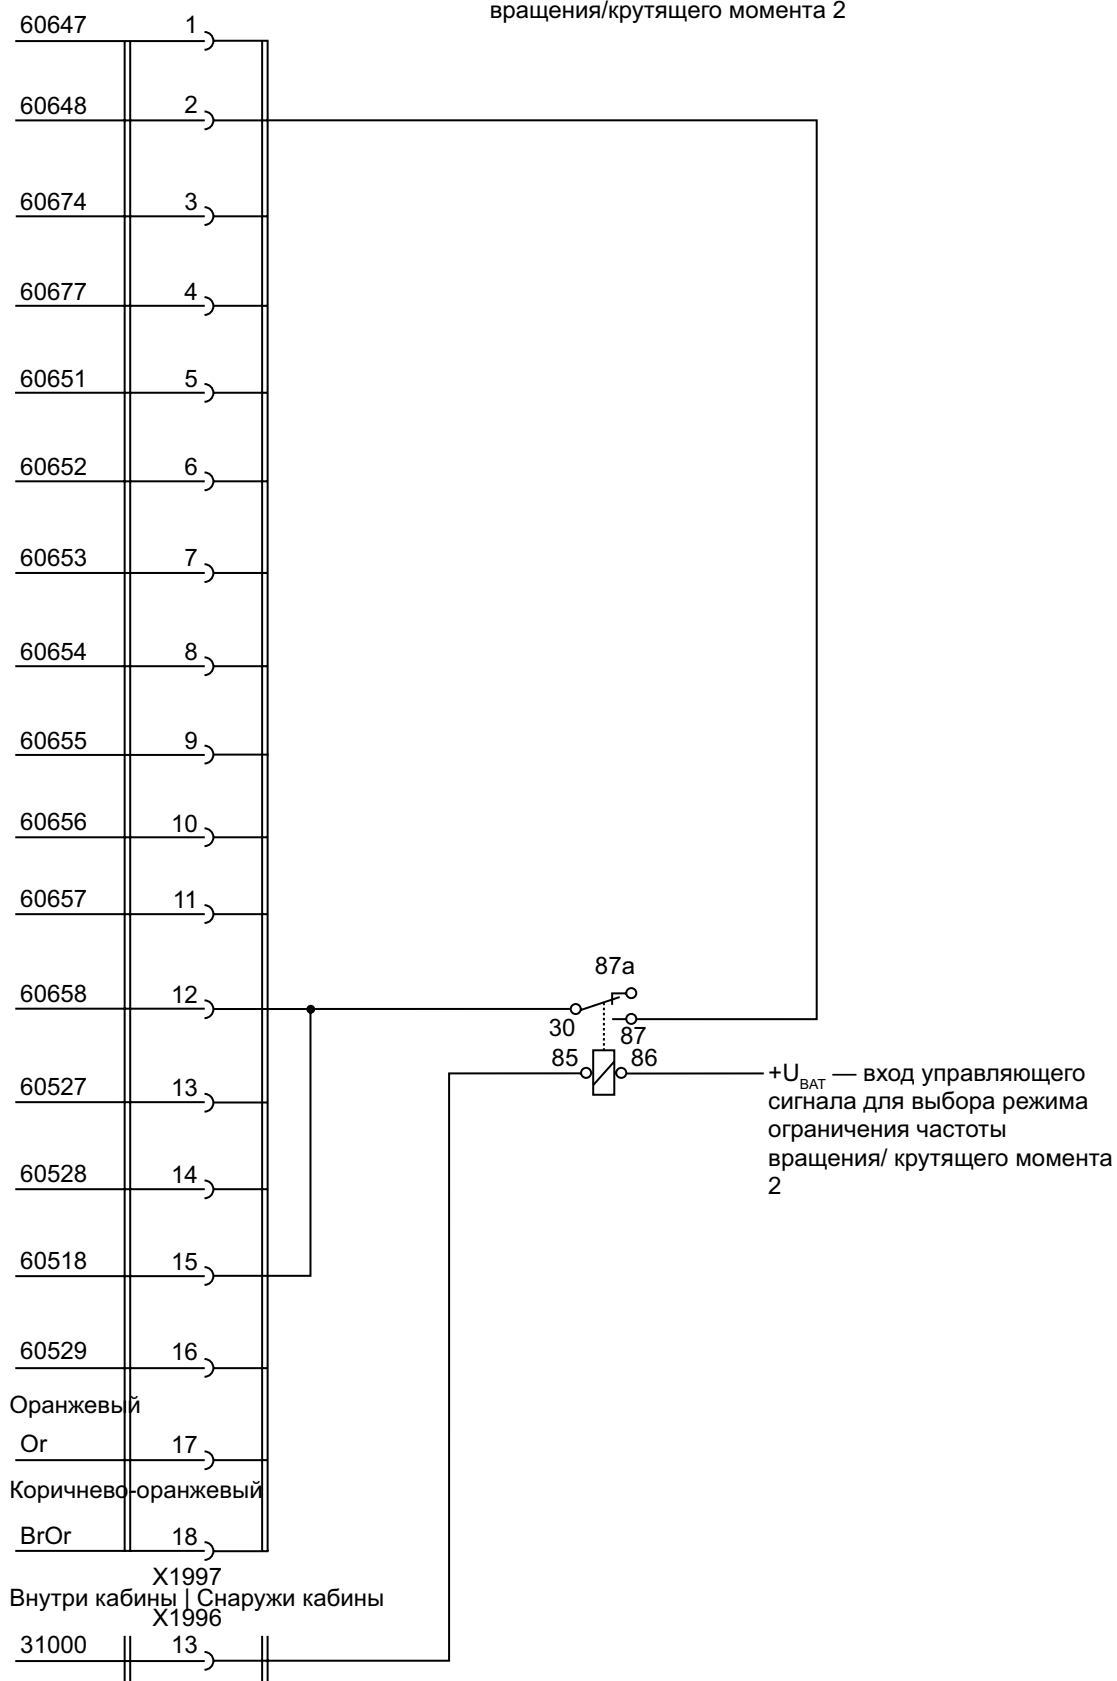 вращения/крутящего момента 2
60647 1
60648 2
60674 3
60677 4
60651 5
60652 6
60653 7
60654 8
60655 9
60656 10
60657 11
87a
60658 12
30 87
85 86
+U_BAT — вход управляющего
сигнала для выбора режима
ограничения частоты
вращения/ крутящего момента
2
60527 13
60528 14
60518 15
60529 16
Оранжевый
Or 17
Коричнево-оранжевый
BrOr 18
X1997
Внутри кабины | Снаружи кабины
X1996
31000 13